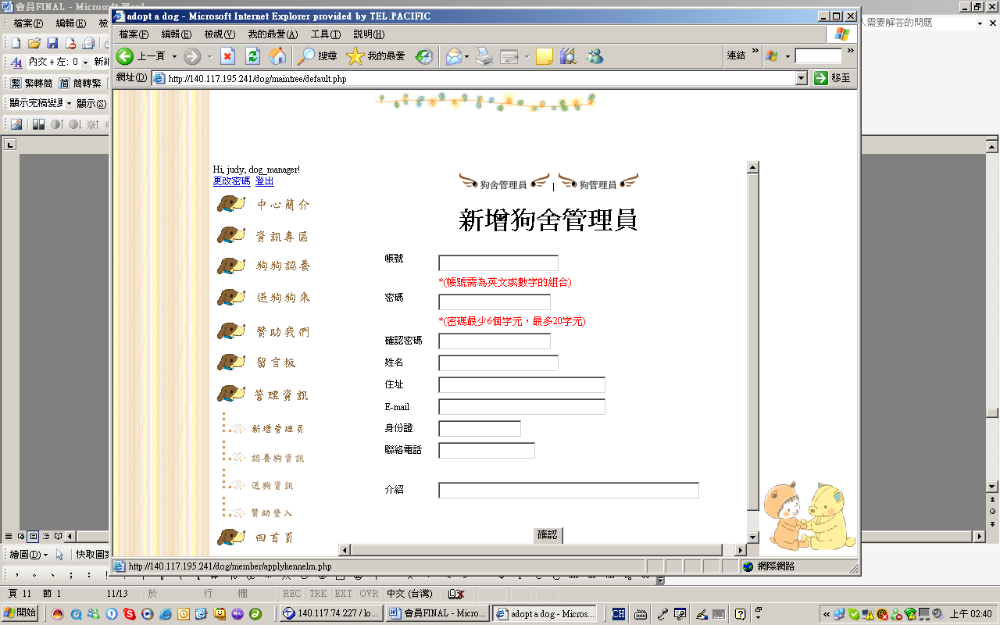 會員FINAL - Microsoft Word
adopt a dog - Microsoft Internet Explorer provided by TEL.PACIFIC
檔案(F) 編輯(E) 檢
檔案(F) 編輯(E) 檢視(V) 我的最愛(A) 工具(T) 說明(H)
需要解答的問題
上一頁 搜尋 我的最愛 連結
內文 + 左: 0 新細
網址(D) http://140.117.195.241/dog/maintree/default.php 移至
繁 繁轉簡 簡 簡轉繁
顯示完稿變更 顯示(S)
Hi, judy, dog_manager!
更改密碼 登出
狗舍管理員 | 狗管理員
新增狗舍管理員
中心簡介
資訊專區
狗狗認養
送狗狗來
贊助我們
留言板
管理資訊
新增管理員
認養狗資訊
送狗資訊
贊助登入
回首頁
帳號
*(帳號需為英文或數字的組合)
密碼
*(密碼最少6個字元，最多20字元)
確認密碼
姓名
住址
E-mail
身份證
聯絡電話
介紹
確認
繪圖(D) 快取圖案
http://140.117.195.241/dog/member/applykennelm.php 網際網路
， 。 、 ； ： ！
頁 11 節 1 11/13 於 行 欄 REC TRK EXT OVR 中文 (台灣)
開始 140.117.74.227 / lo... 會員FINAL - Micro... adopt a dog - Micros... CH 上午 02:40